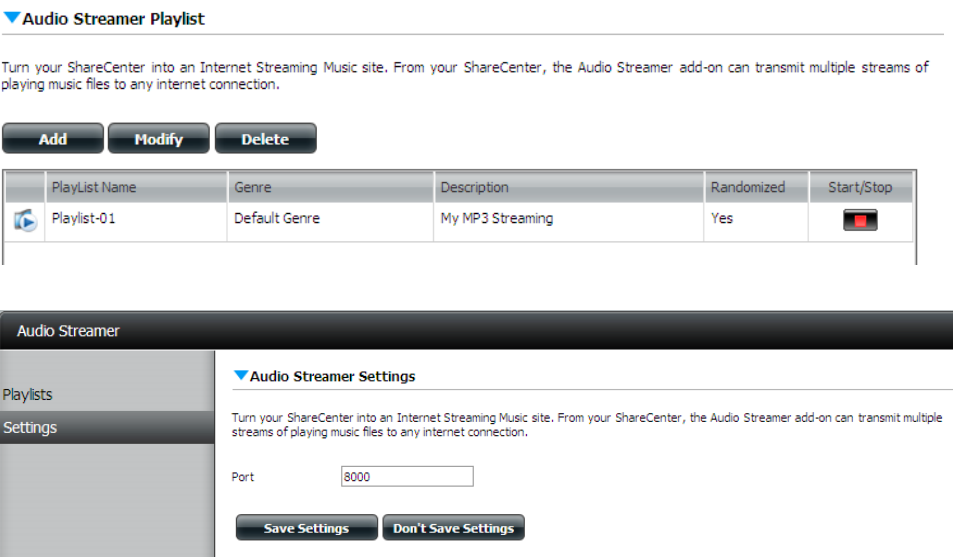 Audio Streamer Playlist
Turn your ShareCenter into an Internet Streaming Music site. From your ShareCenter, the Audio Streamer add-on can transmit multiple streams of
playing music files to any internet connection.
Add Modify Delete
PlayList Name Genre Description Randomized Start/Stop
Playlist-01 Default Genre My MP3 Streaming Yes
Audio Streamer
Playlists
Settings
Audio Streamer Settings
Turn your ShareCenter into an Internet Streaming Music site. From your ShareCenter, the Audio Streamer add-on can transmit multiple
streams of playing music files to any internet connection.
Port 8000
Save Settings Don't Save Settings